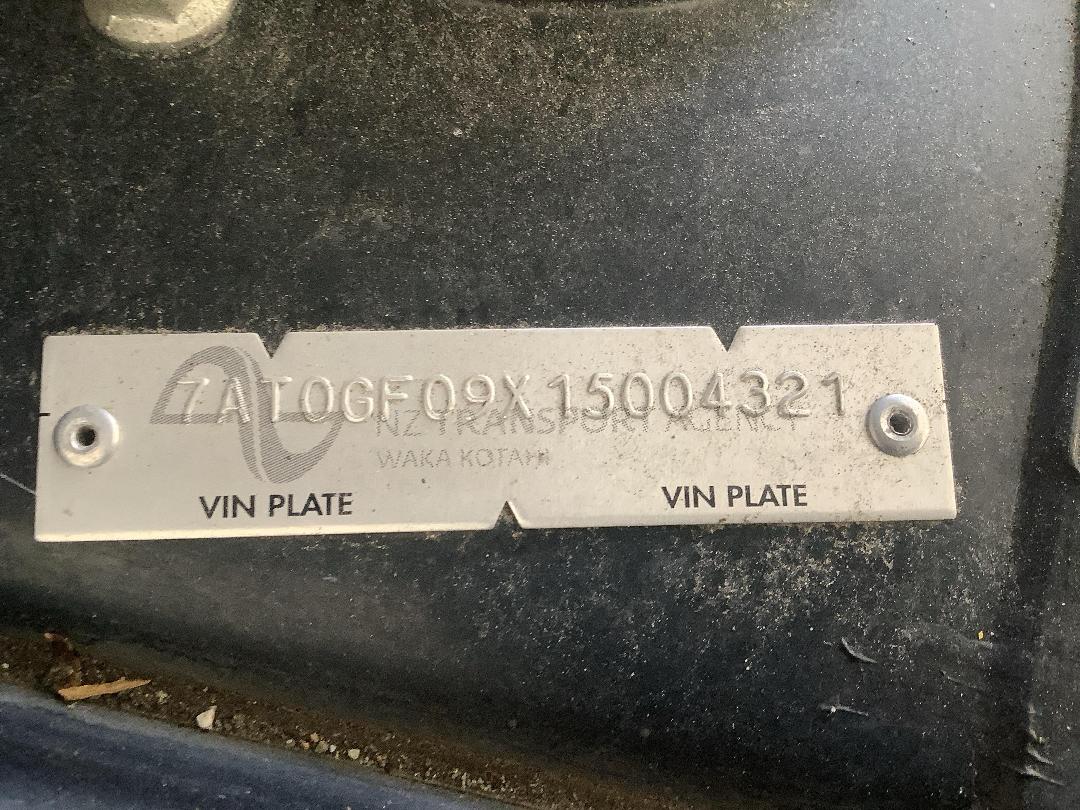 7AT0GF09X15004321
NZ TRANSPORT AGENCY
WAKA KOTAHI
VIN PLATE VIN PLATE